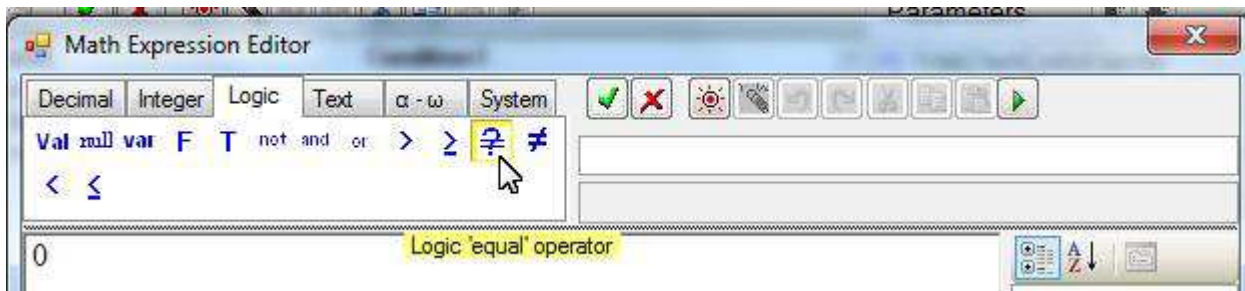 Parameters
Math Expression Editor
Decimal Integer Logic Text α - ω System
Val null var F T not and or > ≥ ≟ ≠
< ≤
Logic 'equal' operator
0